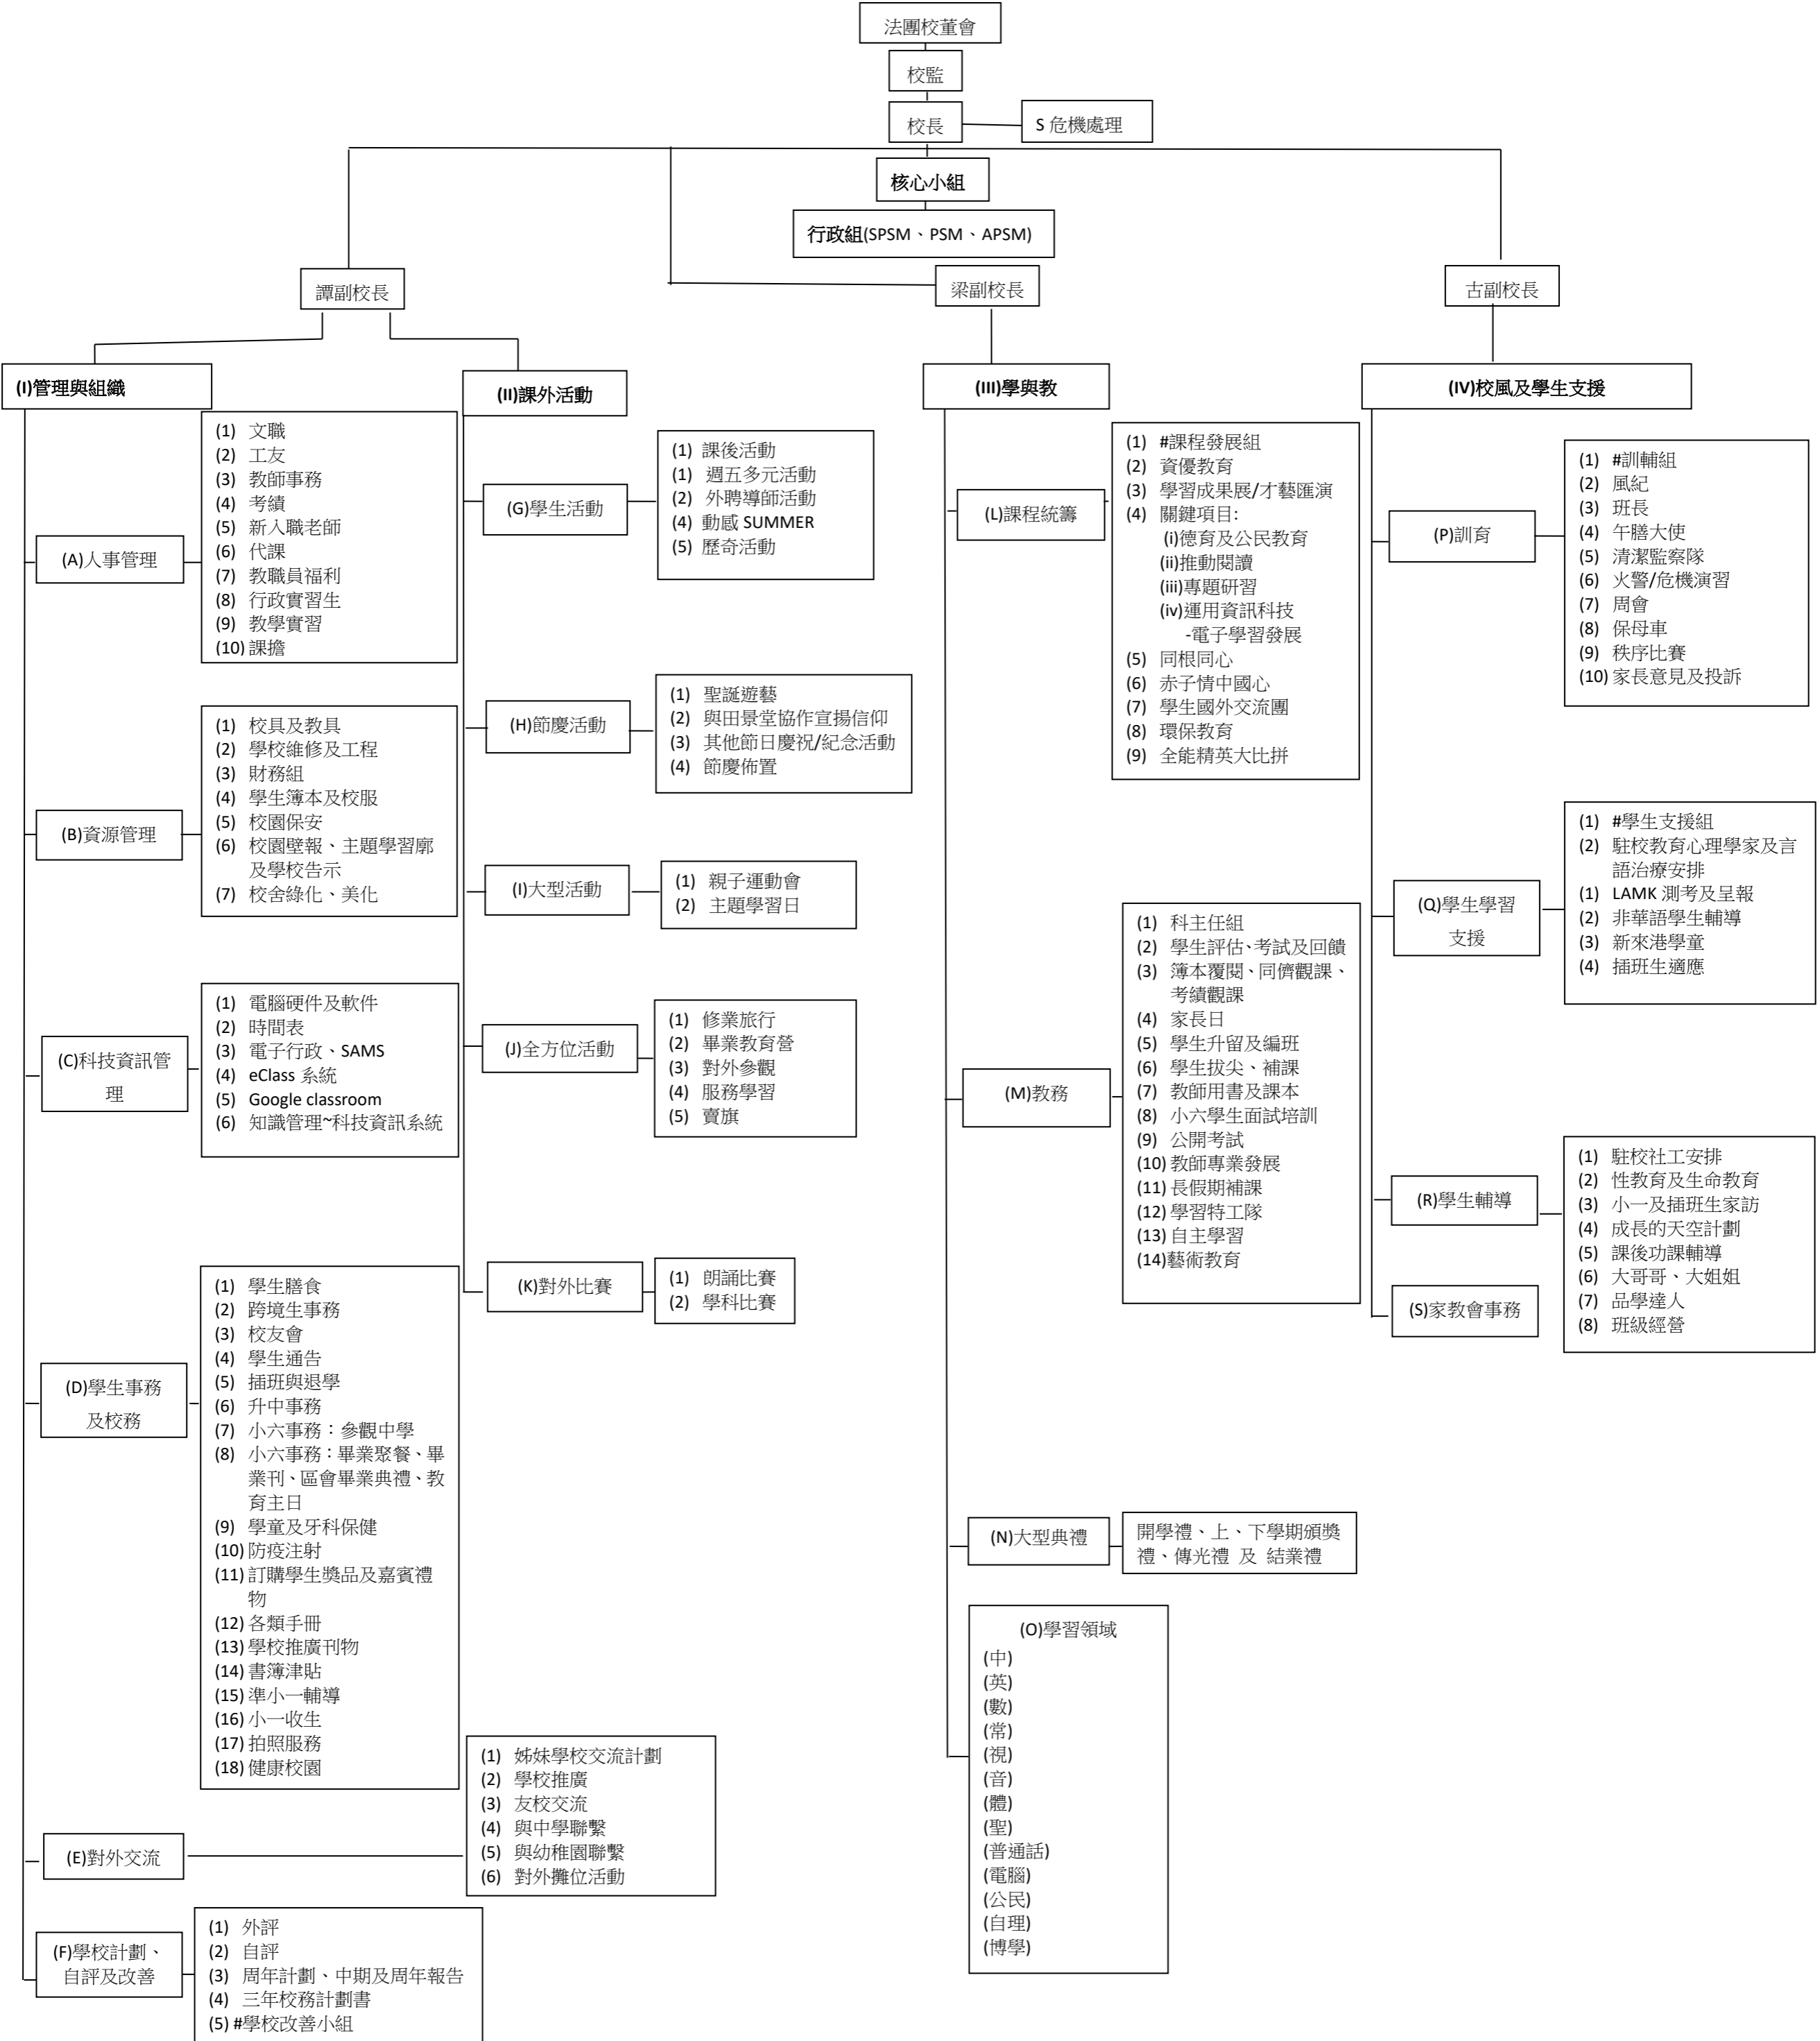 法團校董會
校監
校長
S 危機處理
核心小組
行政組(SPSM、PSM、APSM)
譚副校長
梁副校長
古副校長
(I)管理與組織
(A)人事管理
(1) 文職
(2) 工友
(3) 教師事務
(4) 考績
(5) 新入職老師
(6) 代課
(7) 教職員福利
(8) 行政實習生
(9) 教學實習
(10) 課擔
(B)資源管理
(1) 校具及教具
(2) 學校維修及工程
(3) 財務組
(4) 學生簿本及校服
(5) 校園保安
(6) 校園壁報、主題學習廊
及學校告示
(7) 校舍綠化、美化
(C)科技資訊管
理
(1) 電腦硬件及軟件
(2) 時間表
(3) 電子行政、SAMS
(4) eClass 系統
(5) Google classroom
(6) 知識管理~科技資訊系統
(D)學生事務
及校務
(1) 學生膳食
(2) 跨境生事務
(3) 校友會
(4) 學生通告
(5) 插班與退學
(6) 升中事務
(7) 小六事務：參觀中學
(8) 小六事務：畢業聚餐、畢
業刊、區會畢業典禮、教
育主日
(9) 學童及牙科保健
(10) 防疫注射
(11) 訂購學生獎品及嘉賓禮
物
(12) 各類手冊
(13) 學校推廣刊物
(14) 書簿津貼
(15) 準小一輔導
(16) 小一收生
(17) 拍照服務
(18) 健康校園
(E)對外交流
(1) 姊妹學校交流計劃
(2) 學校推廣
(3) 友校交流
(4) 與中學聯繫
(5) 與幼稚園聯繫
(6) 對外攤位活動
(F)學校計劃、
自評及改善
(1) 外評
(2) 自評
(3) 周年計劃、中期及周年報告
(4) 三年校務計劃書
(5) #學校改善小組
(II)課外活動
(G)學生活動
(1) 課後活動
(1) 週五多元活動
(2) 外聘導師活動
(4) 動感 SUMMER
(5) 歷奇活動
(H)節慶活動
(1) 聖誕遊藝
(2) 與田景堂協作宣揚信仰
(3) 其他節日慶祝/紀念活動
(4) 節慶佈置
(I)大型活動
(1) 親子運動會
(2) 主題學習日
(J)全方位活動
(1) 修業旅行
(2) 畢業教育營
(3) 對外參觀
(4) 服務學習
(5) 賣旗
(K)對外比賽
(1) 朗誦比賽
(2) 學科比賽
(III)學與教
(L)課程統籌
(1) #課程發展組
(2) 資優教育
(3) 學習成果展/才藝匯演
(4) 關鍵項目:
(i)德育及公民教育
(ii)推動閱讀
(iii)專題研習
(iv)運用資訊科技
-電子學習發展
(5) 同根同心
(6) 赤子情中國心
(7) 學生國外交流團
(8) 環保教育
(9) 全能精英大比拼
(M)教務
(1) 科主任組
(2) 學生評估、考試及回饋
(3) 簿本覆閱、同儕觀課、
考績觀課
(4) 家長日
(5) 學生升留及編班
(6) 學生拔尖、補課
(7) 教師用書及課本
(8) 小六學生面試培訓
(9) 公開考試
(10) 教師專業發展
(11) 長假期補課
(12) 學習特工隊
(13) 自主學習
(14)藝術教育
(N)大型典禮
開學禮、上、下學期頒獎
禮、傳光禮 及 結業禮
(O)學習領域
(中)
(英)
(數)
(常)
(視)
(音)
(體)
(聖)
(普通話)
(電腦)
(公民)
(自理)
(博學)
(IV)校風及學生支援
(P)訓育
(1) #訓輔組
(2) 風紀
(3) 班長
(4) 午膳大使
(5) 清潔監察隊
(6) 火警/危機演習
(7) 周會
(8) 保母車
(9) 秩序比賽
(10) 家長意見及投訴
(Q)學生學習
支援
(1) #學生支援組
(2) 駐校教育心理學家及言
語治療安排
(1) LAMK 測考及呈報
(2) 非華語學生輔導
(3) 新來港學童
(4) 插班生適應
(R)學生輔導
(1) 駐校社工安排
(2) 性教育及生命教育
(3) 小一及插班生家訪
(4) 成長的天空計劃
(5) 課後功課輔導
(6) 大哥哥、大姐姐
(7) 品學達人
(8) 班級經營
(S)家教會事務